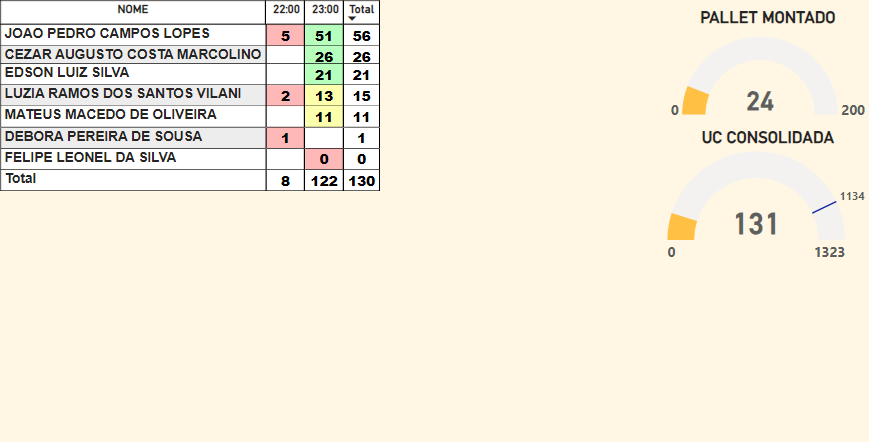 NOME 22:00 23:00 Total
JOAO PEDRO CAMPOS LOPES 5 51 56
CEZAR AUGUSTO COSTA MARCOLINO 26 26
EDSON LUIZ SILVA 21 21
LUZIA RAMOS DOS SANTOS VILANI 2 13 15
MATEUS MACEDO DE OLIVEIRA 11 11
DEBORA PEREIRA DE SOUSA 1 1
FELIPE LEONEL DA SILVA 0 0
Total 8 122 130
PALLET MONTADO
24
0 200
UC CONSOLIDADA
1134
131
0 1323